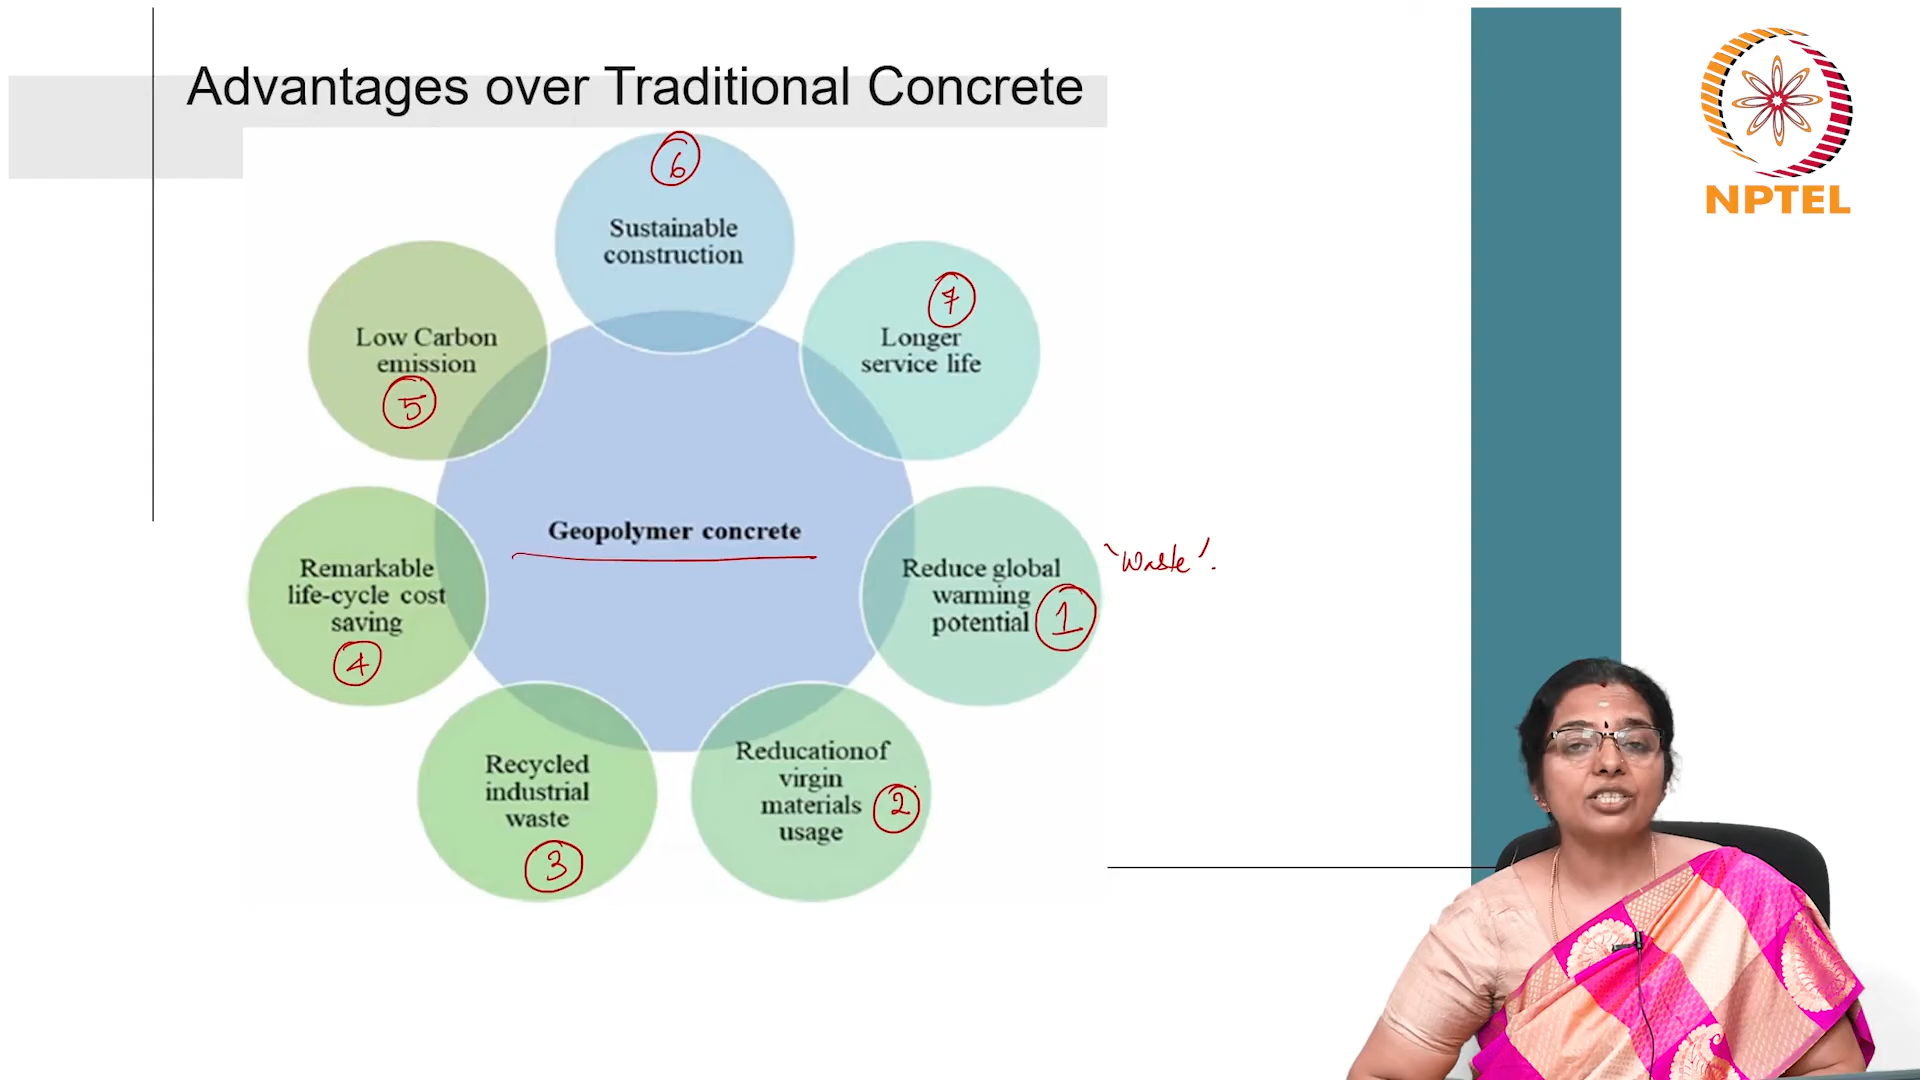 Advantages over Traditional Concrete
NPTEL
6
Sustainable
construction
7
Longer
service life
Low Carbon
emission
5
Geopolymer concrete
Reduce global
warming
potential
1
'Waste'.
Remarkable
life-cycle cost
saving
4
Recycled
industrial
waste
3
Reducationof
virgin
materials
usage
2